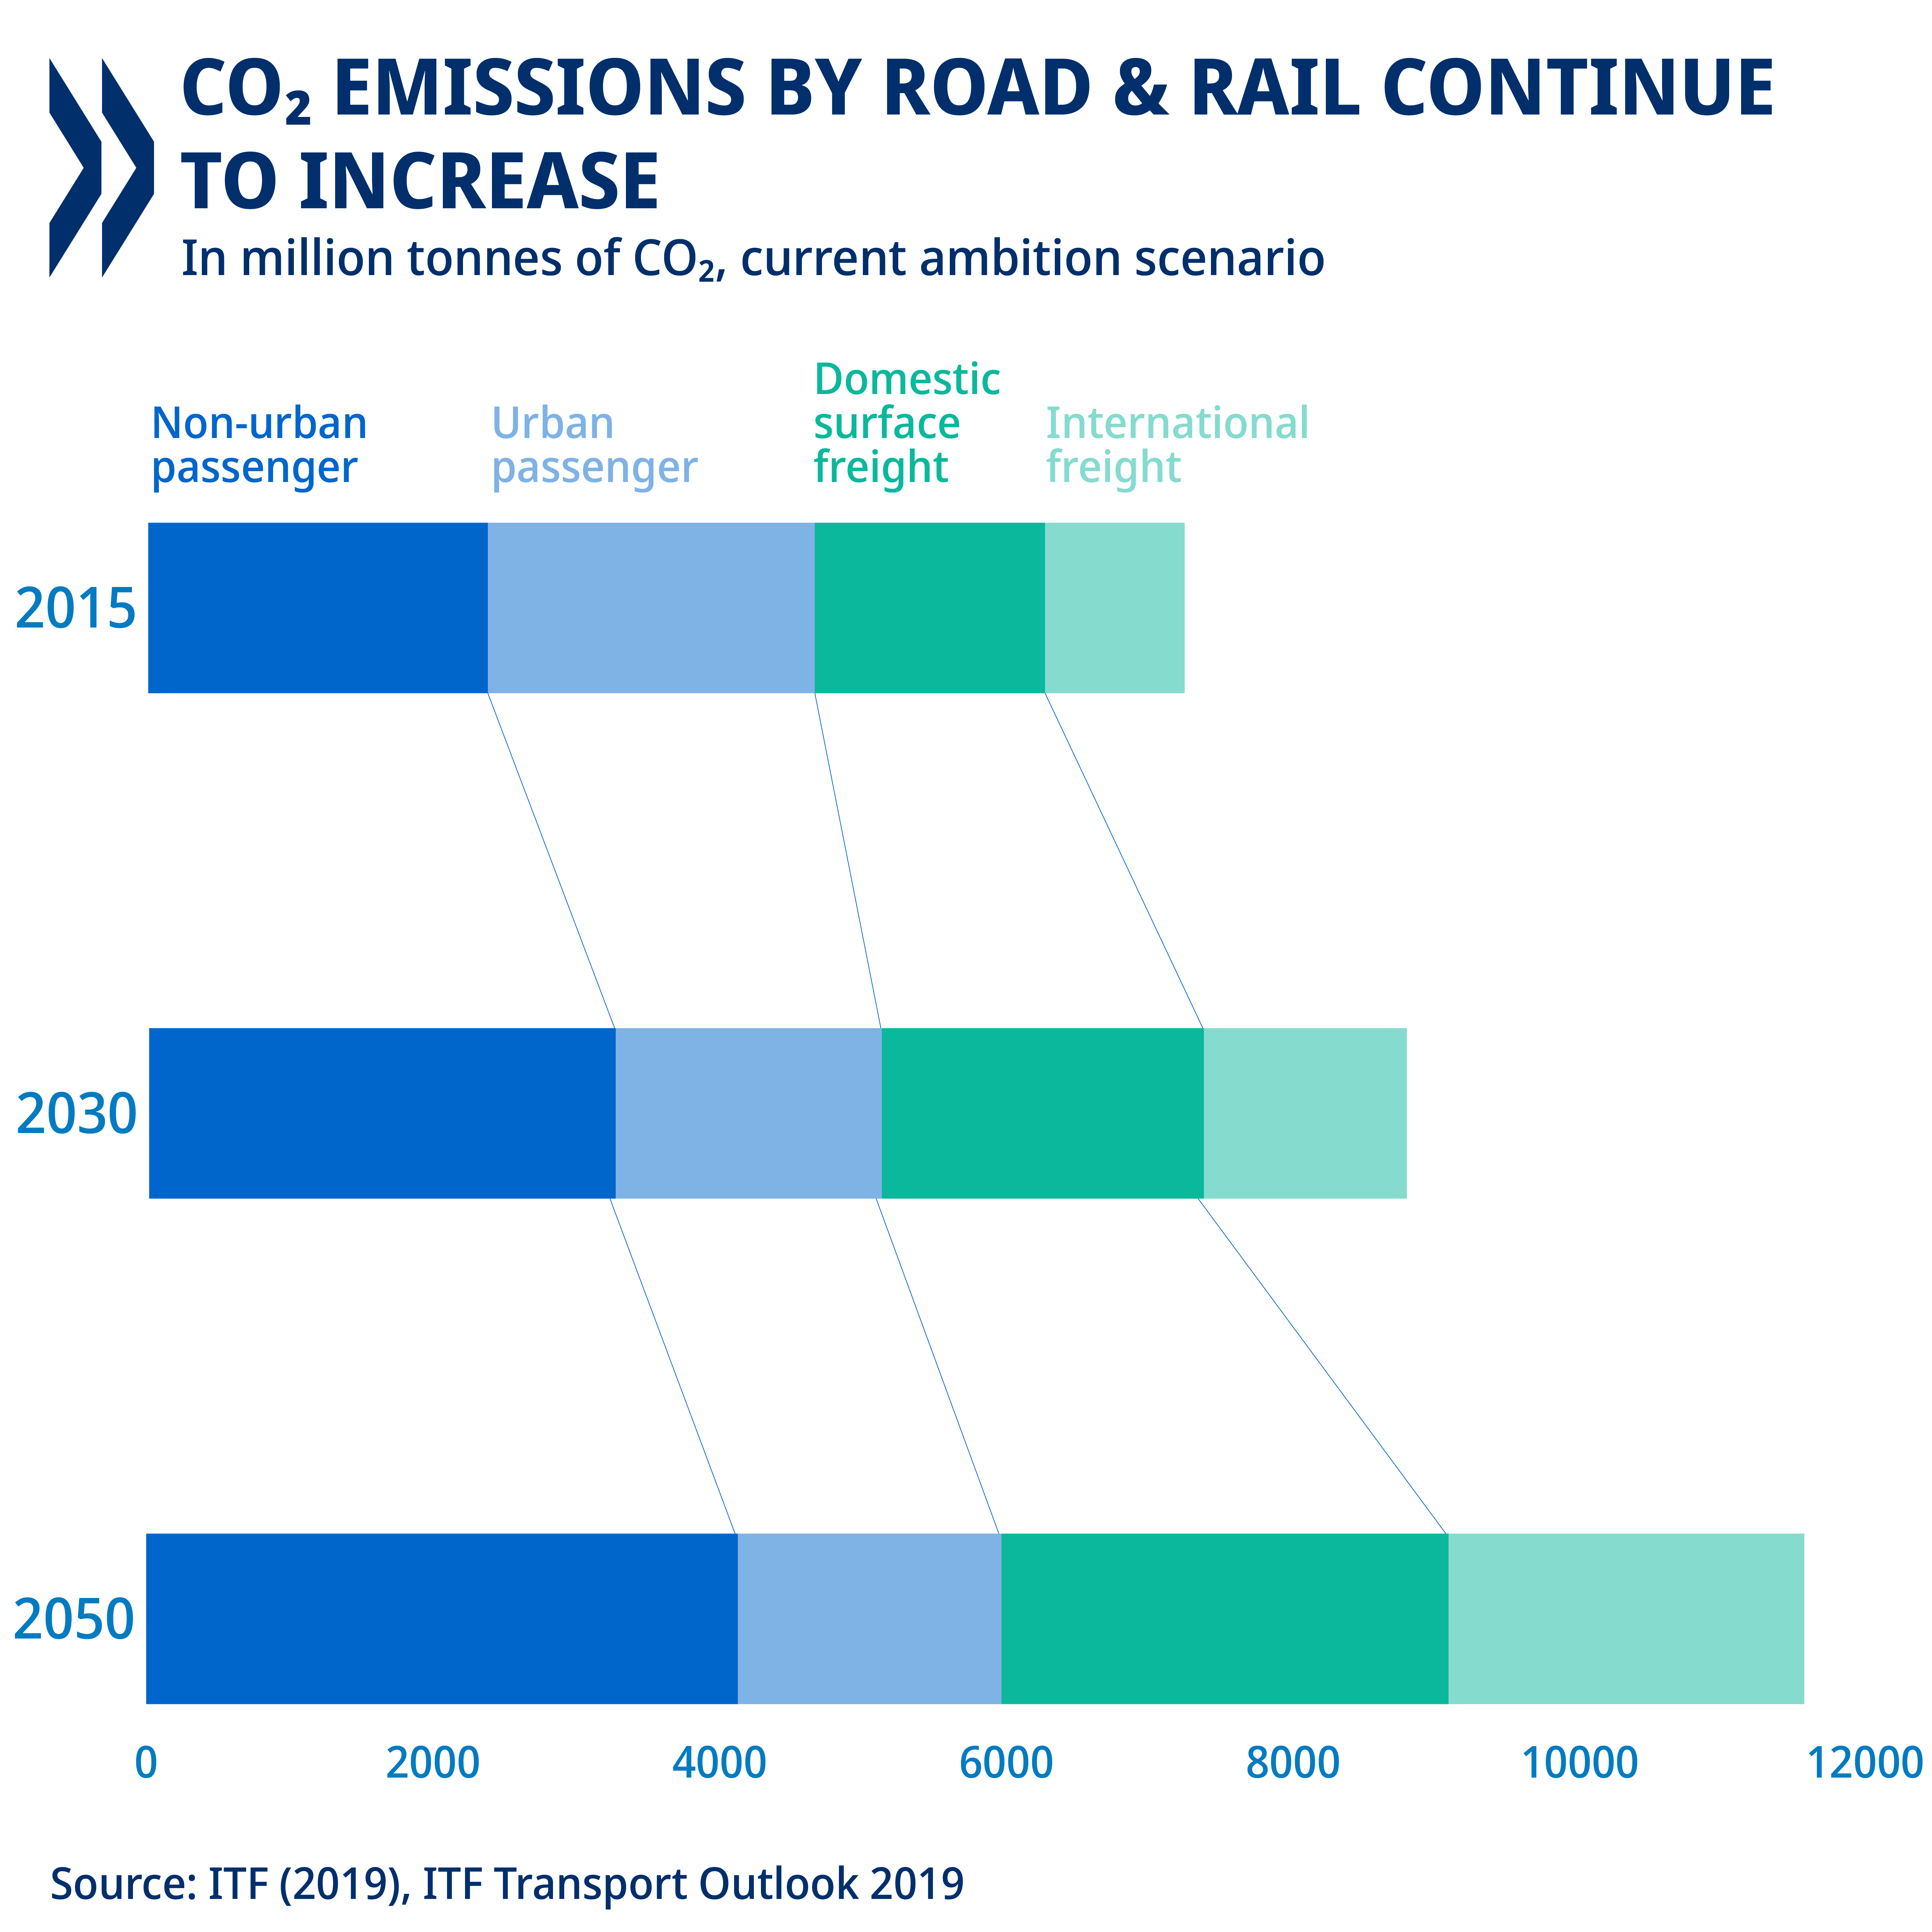 CO₂ EMISSIONS BY ROAD & RAIL CONTINUE
TO INCREASE
In million tonnes of CO₂, current ambition scenario
Non-urban
passenger
Urban
passenger
Domestic
surface
freight
International
freight
2015
2030
2050
0 2000 4000 6000 8000 10000 12000
Source: ITF (2019), ITF Transport Outlook 2019